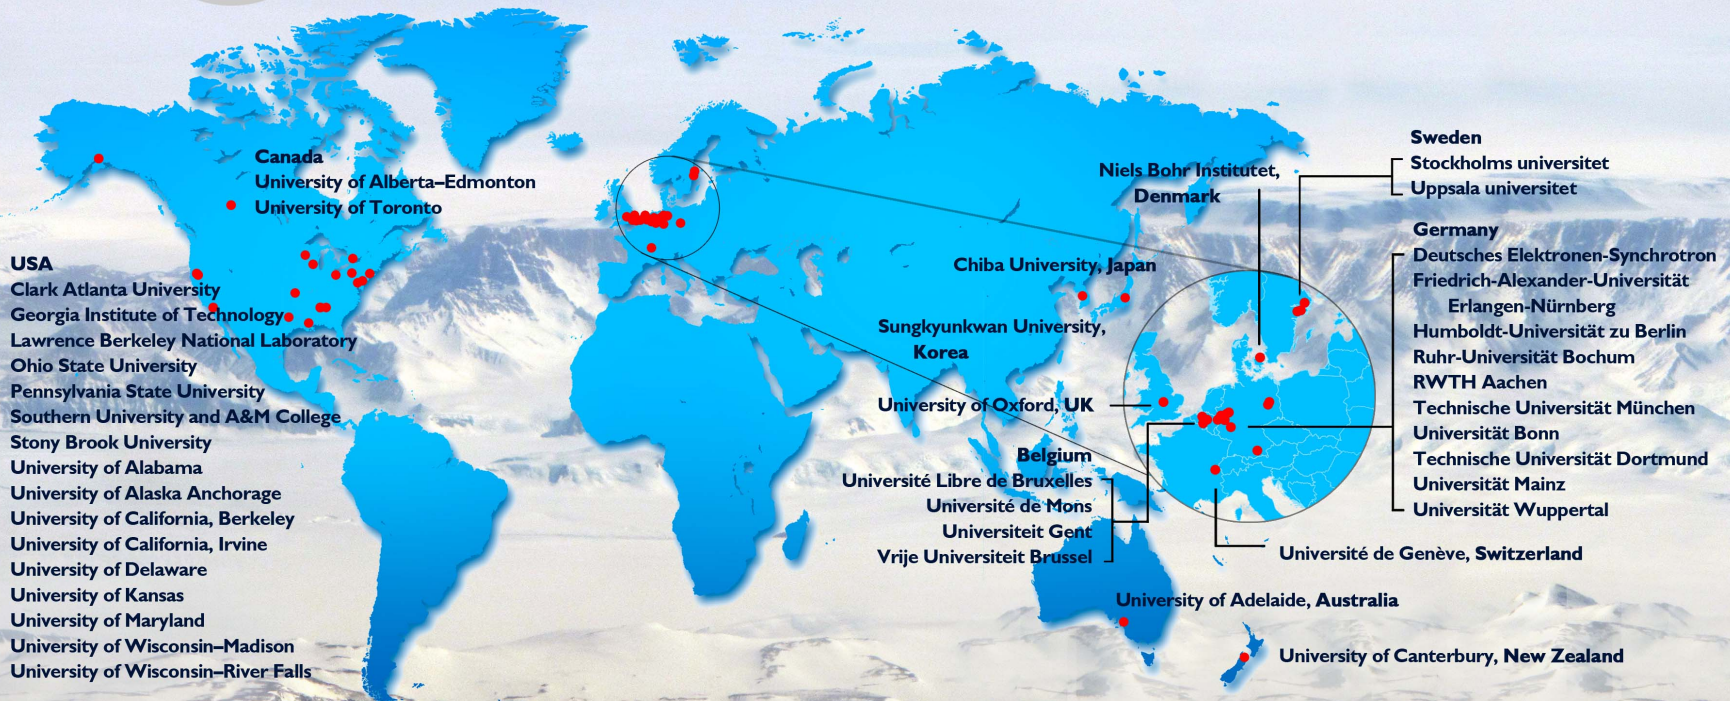 Canada
University of Alberta–Edmonton
University of Toronto
USA
Clark Atlanta University
Georgia Institute of Technology
Lawrence Berkeley National Laboratory
Ohio State University
Pennsylvania State University
Southern University and A&M College
Stony Brook University
University of Alabama
University of Alaska Anchorage
University of California, Berkeley
University of California, Irvine
University of Delaware
University of Kansas
University of Maryland
University of Wisconsin–Madison
University of Wisconsin–River Falls
Niels Bohr Institutet,
Denmark
Chiba University, Japan
Sungkyunkwan University,
Korea
University of Oxford, UK
Belgium
Université Libre de Bruxelles
Université de Mons
Universiteit Gent
Vrije Universiteit Brussel
Sweden
Stockholms universitet
Uppsala universitet
Germany
Deutsches Elektronen-Synchrotron
Friedrich-Alexander-Universität
Erlangen-Nürnberg
Humboldt-Universität zu Berlin
Ruhr-Universität Bochum
RWTH Aachen
Technische Universität München
Universität Bonn
Technische Universität Dortmund
Universität Mainz
Universität Wuppertal
Université de Genève, Switzerland
University of Adelaide, Australia
University of Canterbury, New Zealand